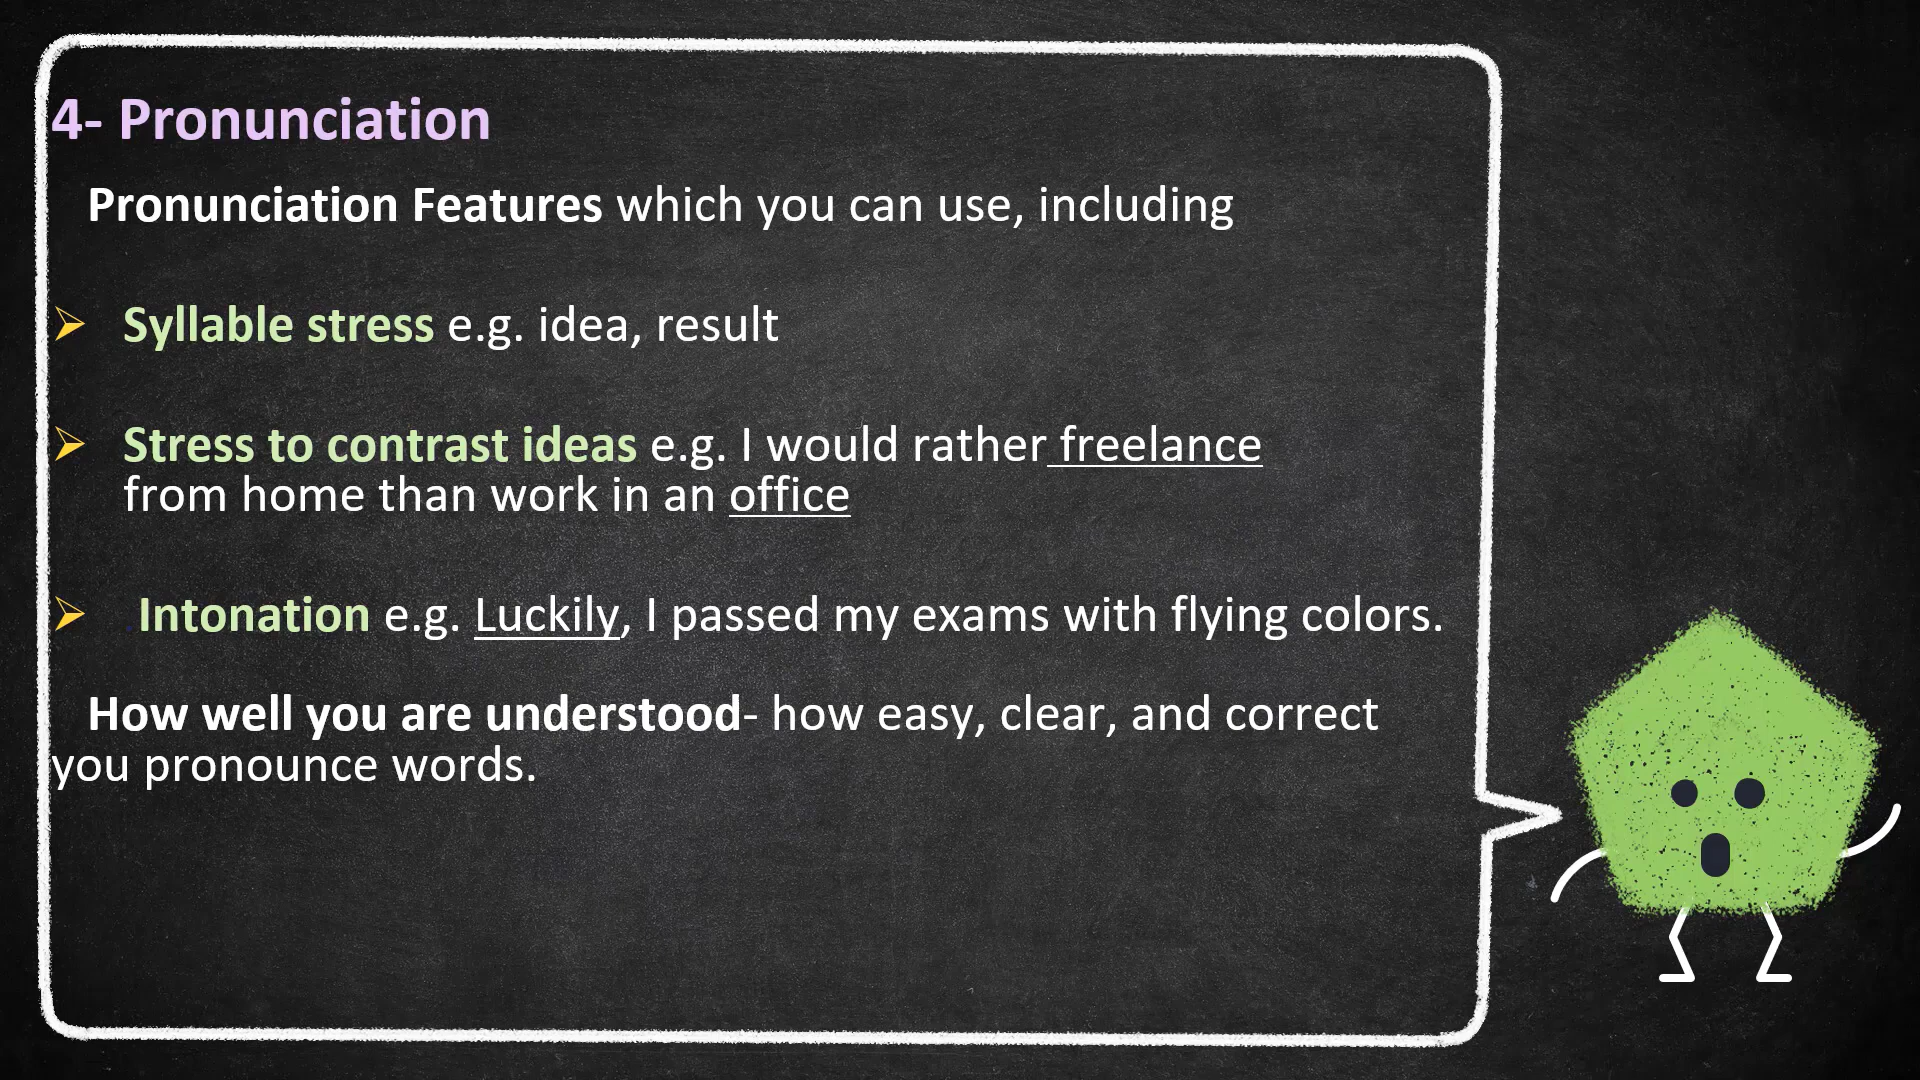 4- Pronunciation
Pronunciation Features which you can use, including
➢ Syllable stress e.g. idea, result
➢ Stress to contrast ideas e.g. I would rather freelance
from home than work in an office
➢ .Intonation e.g. Luckily, I passed my exams with flying colors.
How well you are understood- how easy, clear, and correct
you pronounce words.